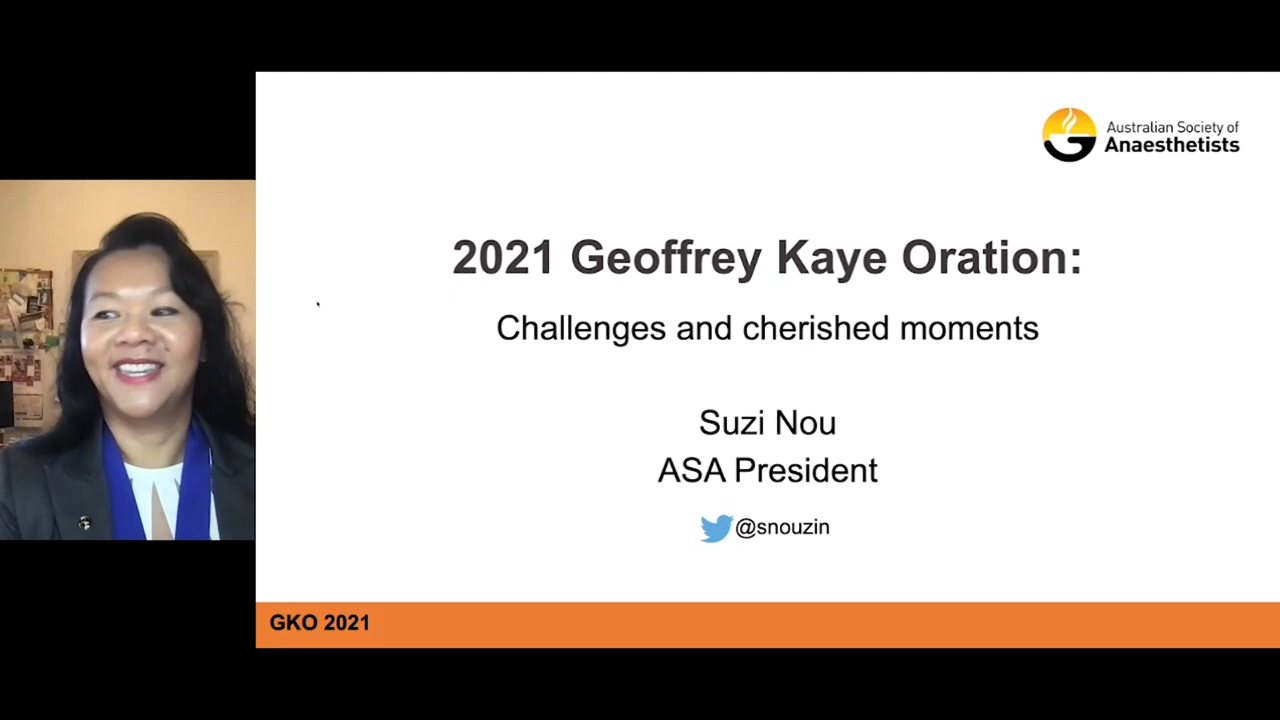 Australian Society of
Anaesthetists
2021 Geoffrey Kaye Oration:
Challenges and cherished moments
Suzi Nou
ASA President
@snouzin
GKO 2021